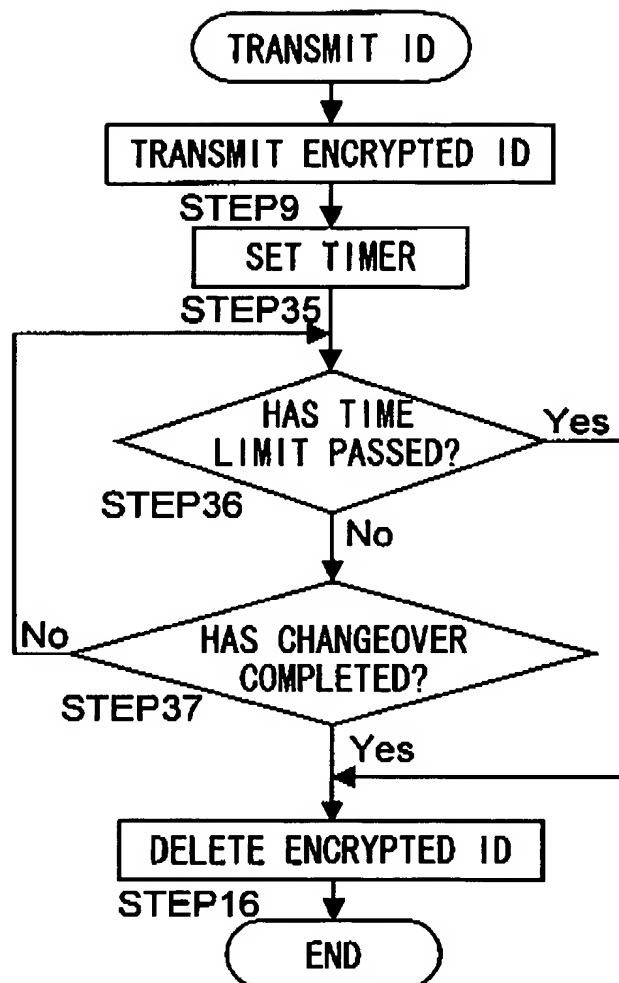 TRANSMIT ID
TRANSMIT ENCRYPTED ID
STEP9
SET TIMER
STEP35
HAS TIME
LIMIT PASSED?
Yes
STEP36
No
No
HAS CHANGEOVER
COMPLETED?
STEP37
Yes
DELETE ENCRYPTED ID
STEP16
END